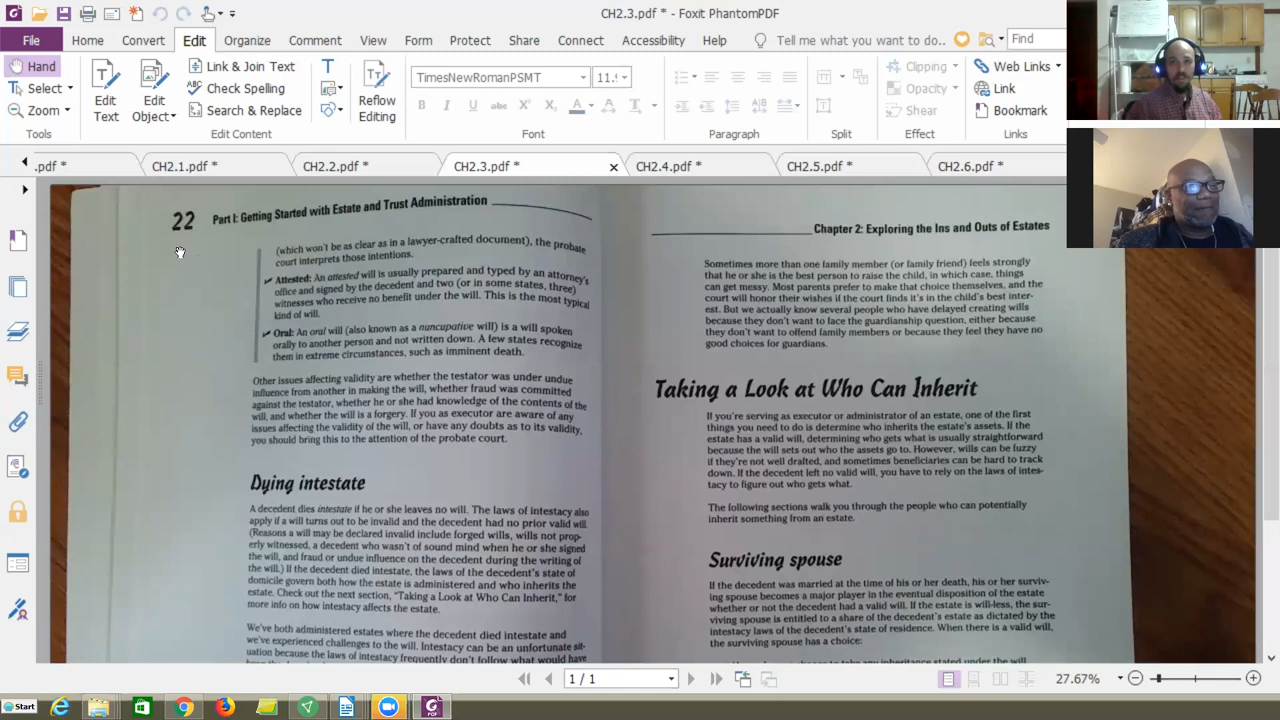 CH2.3.pdf * - Foxit PhantomPDF
File Home Convert Edit Organize Comment View Form Protect Share Connect Accessibility Help Tell me what you want to do.. Find
Hand
Select
Zoom
Tools
Edit Text
Edit Object
Link & Join Text
Check Spelling
Search & Replace
Edit Content
Reflow Editing
TimesNewRomanPSMT
Font
Paragraph
Split
Clipping
Opacity
Shear
Effect
Web Links
Link
Bookmark
Links
.pdf * CH2.1.pdf * CH2.2.pdf * CH2.3.pdf * CH2.4.pdf * CH2.5.pdf * CH2.6.pdf *
22 Part I: Getting Started with Estate and Trust Administration
(which won't be as clear as in a lawyer-crafted document), the probate
court interprets those intentions.
Attested: An attested will is usually prepared and typed by an attorney's
office and signed by the decedent and two (or in some states, three)
witnesses who receive no benefit under the will. This is the most typical
kind of will.
Oral: An oral will (also known as a nuncupative will) is a will spoken
orally to another person and not written down. A few states recognize
them in extreme circumstances, such as imminent death.
Other issues affecting validity are whether the testator was under undue
influence from another in making the will, whether fraud was committed
against the testator, whether he or she had knowledge of the contents of the
will, and whether the will is a forgery. If you as executor are aware of any
issues affecting the validity of the will, or have any doubts as to its validity,
you should bring this to the attention of the probate court.
Dying intestate
A decedent dies intestate if he or she leaves no will. The laws of intestacy also
apply if a will turns out to be invalid and the decedent had no prior valid will.
(Reasons a will may be declared invalid include forged wills, wills not prop-
erly witnessed, a decedent who wasn't of sound mind when he or she signed
the will, and fraud or undue influence on the decedent during the writing of
the will.) If the decedent died intestate, the laws of the decedent's state of
domicile govern both how the estate is administered and who inherits the
estate. Check out the next section, "Taking a Look at Who Can Inherit," for
more info on how intestacy affects the estate.
We've both administered estates where the decedent died intestate and
we've experienced challenges to the will. Intestacy can be an unfortunate sit-
uation because the laws of intestacy frequently don't follow what would have
Chapter 2: Exploring the Ins and Outs of Estates
Sometimes more than one family member (or family friend) feels strongly
that he or she is the best person to raise the child, in which case, things
can get messy. Most parents prefer to make that choice themselves, and the
court will honor their wishes if the court finds it's in the child's best inter-
est. But we actually know several people who have delayed creating wills
because they don't want to face the guardianship question, either because
they don't want to offend family members or because they feel they have no
good choices for guardians.
Taking a Look at Who Can Inherit
If you're serving as executor or administrator of an estate, one of the first
things you need to do is determine who inherits the estate's assets. If the
estate has a valid will, determining who gets what is usually straightforward
because the will sets out who the assets go to. However, wills can be fuzzy
if they're not well drafted, and sometimes beneficiaries can be hard to track
down. If the decedent left no valid will, you have to rely on the laws of intes-
tacy to figure out who gets what.
The following sections walk you through the people who can potentially
inherit something from an estate.
Surviving spouse
If the decedent was married at the time of his or her death, his or her surviv-
ing spouse becomes a major player in the eventual disposition of the estate
whether or not the decedent had a valid will. If the estate is will-less, the sur-
viving spouse is entitled to a share of the decedent's estate as dictated by the
intestacy laws of the decedent's state of residence. When there is a valid will,
the surviving spouse has a choice:
1 / 1
27.67%
Start